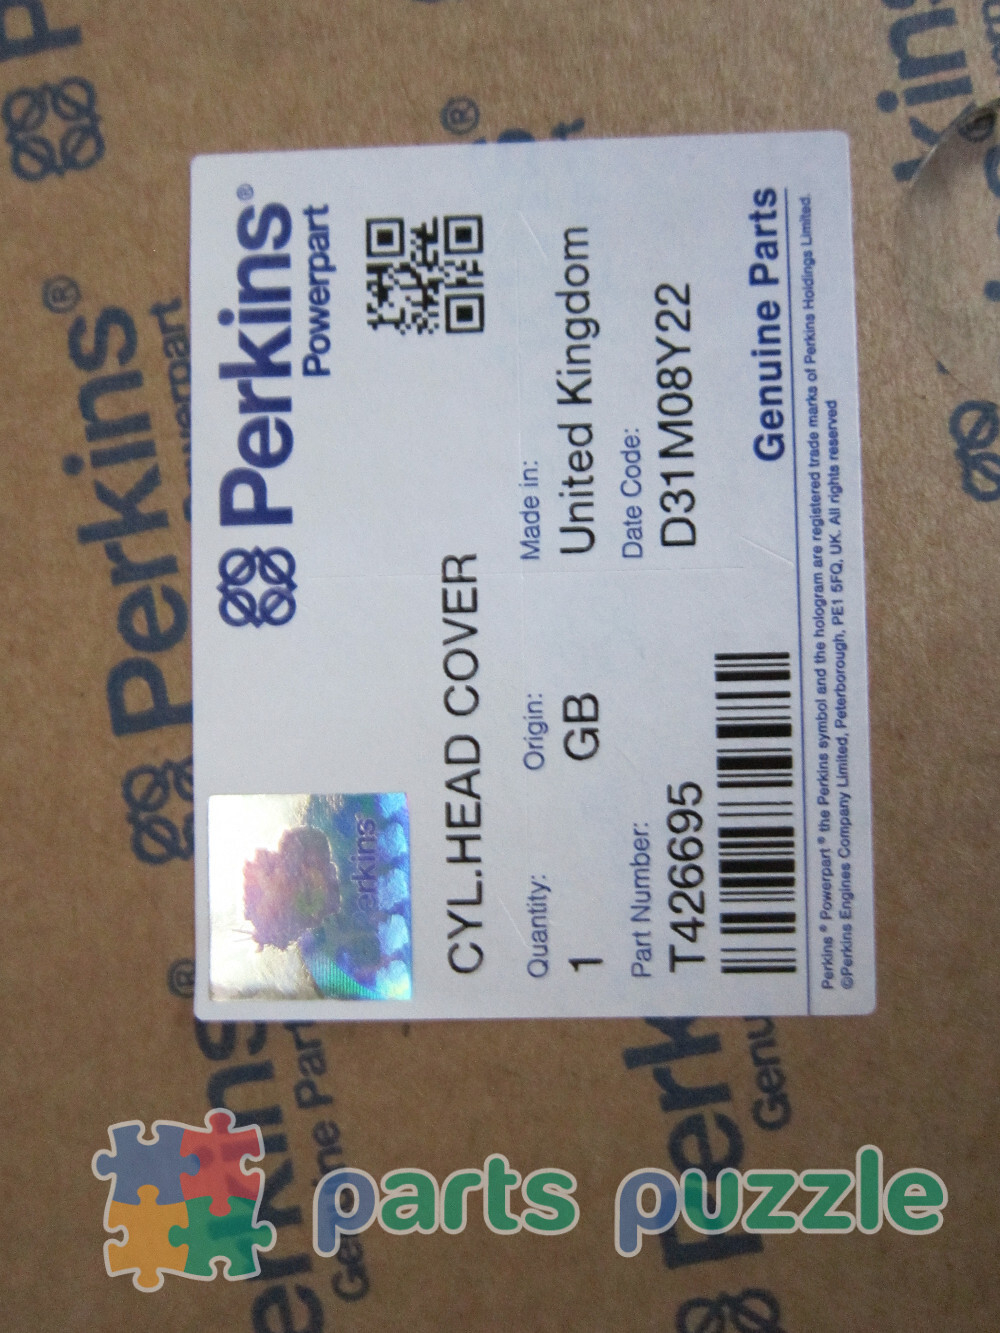 Perkins®
Powerpart
Perkins
CYL.HEAD COVER
Quantity:
1
Origin:
GB
Made in:
United Kingdom
Part Number:
T426695
Date Code:
D31M08Y22
Genuine Parts
Perkins® Powerpart® the Perkins symbol and the hologram are registered trade marks of Perkins Holdings Limited.
©Perkins Engines Company Limited, Peterborough, PE1 5FQ, UK. All rights reserved
Perkins®
parts puzzle